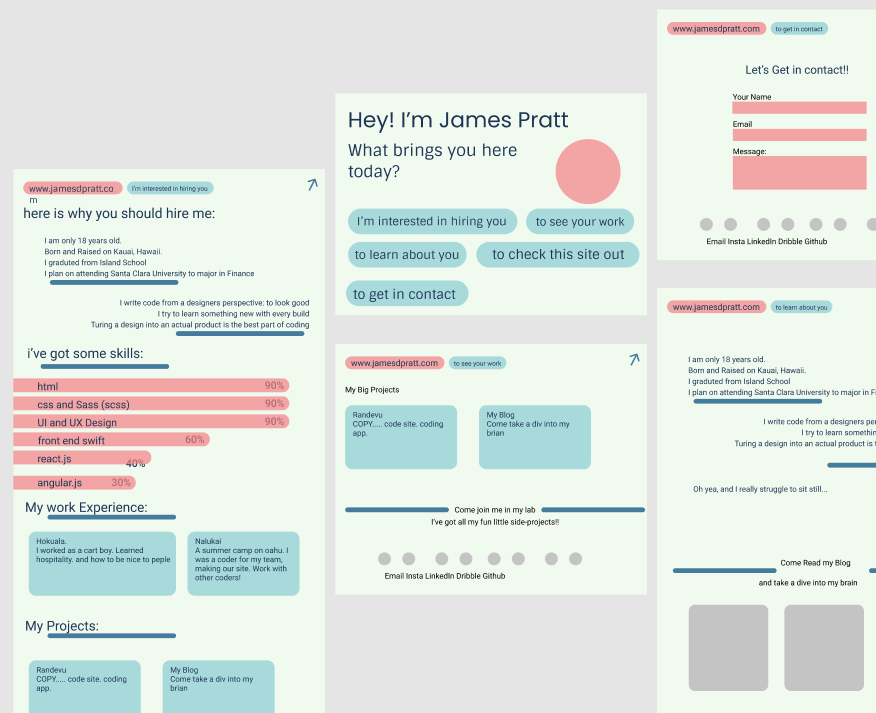 www.jamesdpratt.co
m
I'm interested in hiring you
here is why you should hire me:
I am only 18 years old.
Born and Raised on Kauai, Hawaii.
I graduted from Island School
I plan on attending Santa Clara University to major in Finance
I write code from a designers perspective: to look good
I try to learn something new with every build
Turing a design into an actual product is the best part of coding
i've got some skills:
html 90%
css and Sass (scss) 90%
UI and UX Design 90%
front end swift 60%
react.js 40%
angular.js 30%
My work Experience:
Hokuala.
I worked as a cart boy. Learned
hospitality. and how to be nice to peple
Nalukai
A summer camp on oahu. I
was a coder for my team,
making our site. Work with
other coders!
My Projects:
Randevu
COPY..... code site. coding
app.
My Blog
Come take a div into my
brian
Hey! I'm James Pratt
What brings you here
today?
I'm interested in hiring you
to see your work
to learn about you
to check this site out
to get in contact
www.jamesdpratt.com
to see your work
My Big Projects
Randevu
COPY..... code site. coding
app.
My Blog
Come take a dive into my
brian
Come join me in my lab
I've got all my fun little side-projects!!
Email Insta LinkedIn Dribble Github
www.jamesdpratt.com
to get in contact
Let's Get in contact!!
Your Name
Email
Message:
Email Insta LinkedIn Dribble Github
www.jamesdpratt.com
to learn about you
I am only 18 years old.
Born and Raised on Kauai, Hawaii.
I graduted from Island School
I plan on attending Santa Clara University to major in
I write code from a designers
I try to learn
Turing a design into an actual product is
Oh yea, and I really struggle to sit still...
Come Read my Blog
and take a dive into my brain